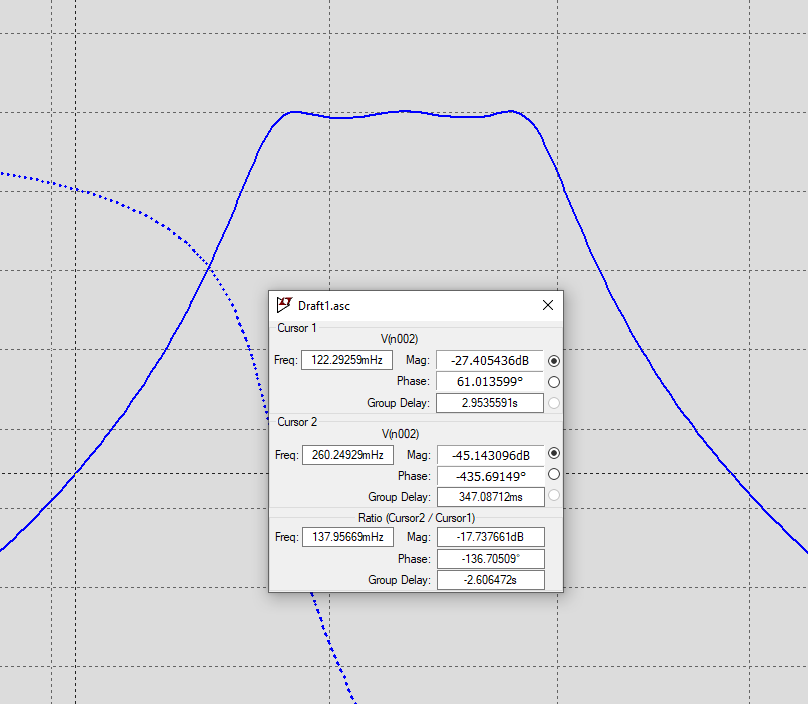 Draft1.asc
Cursor 1
V(n002)
Freq: 122.29259mHz Mag: -27.405436dB
Phase: 61.013599°
Group Delay: 2.9535591s
Cursor 2
V(n002)
Freq: 260.24929mHz Mag: -45.143096dB
Phase: -435.69149°
Group Delay: 347.08712ms
Ratio (Cursor2 / Cursor1)
Freq: 137.95669mHz Mag: -17.737661dB
Phase: -136.70509°
Group Delay: -2.606472s